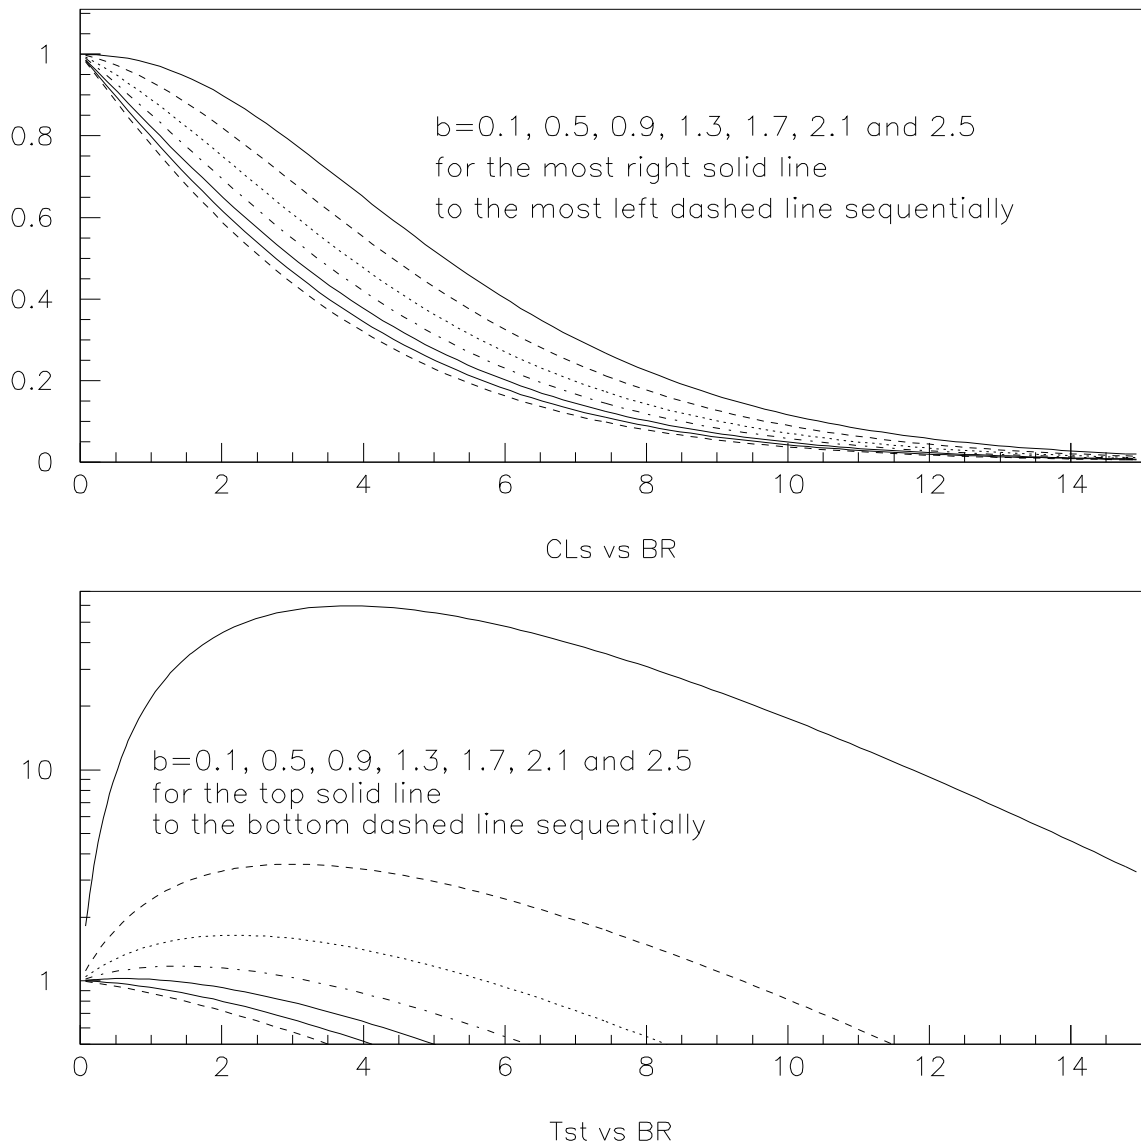 1
0.8
0.6
0.4
0.2
0
b=0.1, 0.5, 0.9, 1.3, 1.7, 2.1 and 2.5
for the most right solid line
to the most left dashed line sequentially
0 2 4 6 8 10 12 14
CLs vs BR
10
1
b=0.1, 0.5, 0.9, 1.3, 1.7, 2.1 and 2.5
for the top solid line
to the bottom dashed line sequentially
0 2 4 6 8 10 12 14
Tst vs BR